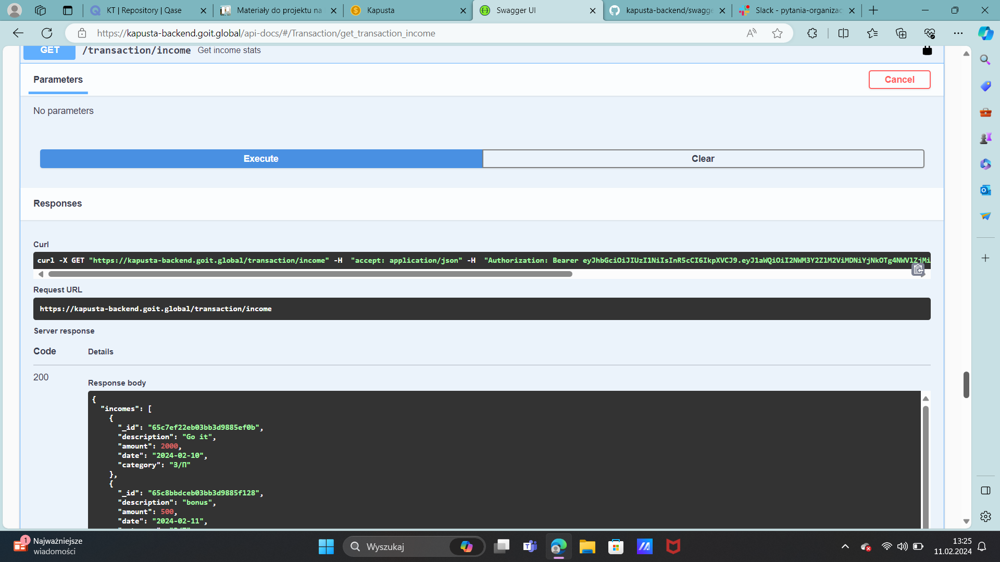 KT | Repository | Qase
Materiały do projektu na
Kapusta
Swagger UI
kapusta-backend/swagge
Slack - pytania-organizac
https://kapusta-backend.goit.global/api-docs/#/Transaction/get_transaction_income
GET /transaction/income Get income stats
Parameters
Cancel
No parameters
Execute
Clear
Responses
Curl
curl -X GET "https://kapusta-backend.goit.global/transaction/income" -H "accept: application/json" -H "Authorization: Bearer eyJhbGciOiJIUzI1NiIsInR5cCI6IkpXVCJ9.eyJ1aWQiOiI2NWM3Y2Z1M2ViMDNiYjNkOTg4NWV1ZjMi
Request URL
https://kapusta-backend.goit.global/transaction/income
Server response
Code
Details
200
Response body
{
"incomes": [
{
"_id": "65c7ef22eb03bb3d9885ef0b",
"description": "Go it",
"amount": 2000,
"date": "2024-02-10",
"category": "З/П"
},
{
"_id": "65c8bbdceb03bb3d9885f128",
"description": "bonus",
"amount": 500,
"date": "2024-02-11",
1
Najważniejsze
wiadomości
Wyszukaj
13:25
11.02.2024